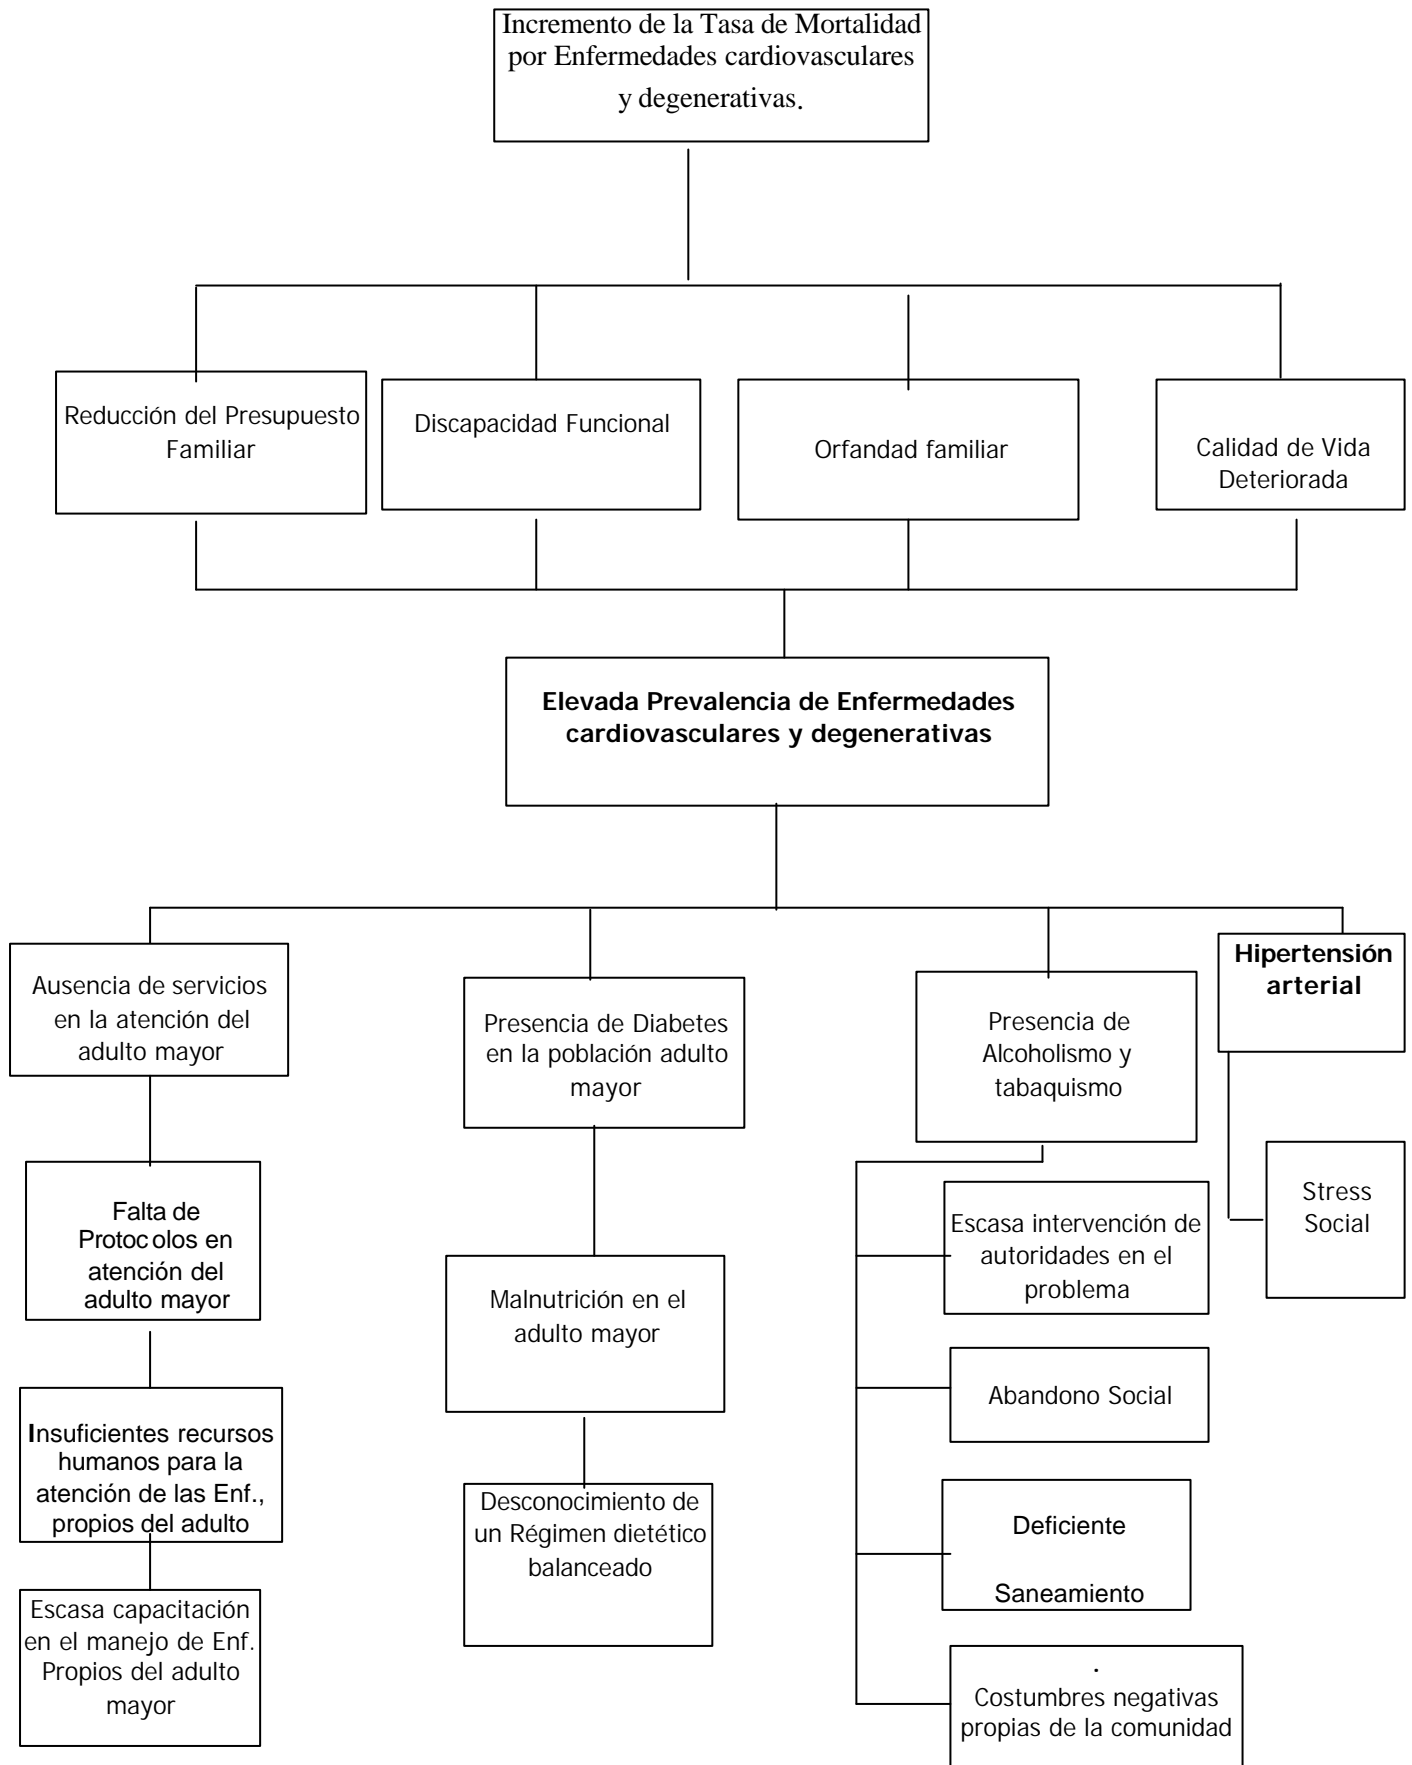 Incremento de la Tasa de Mortalidad
por Enfermedades cardiovasculares
y degenerativas.
Reducción del Presupuesto
Familiar
Discapacidad Funcional
Orfandad familiar
Calidad de Vida
Deteriorada
Elevada Prevalencia de Enfermedades
cardiovasculares y degenerativas
Ausencia de servicios
en la atención del
adulto mayor
Presencia de Diabetes
en la población adulto
mayor
Presencia de
Alcoholismo y
tabaquismo
Hipertensión
arterial
Falta de
Protocolos en
atención del
adulto mayor
Malnutrición en el
adulto mayor
Escasa intervención de
autoridades en el
problema
Stress
Social
Insuficientes recursos
humanos para la
atención de las Enf.,
propios del adulto
Desconocimiento de
un Régimen dietético
balanceado
Abandono Social
Deficiente
Saneamiento
Escasa capacitación
en el manejo de Enf.
Propios del adulto
mayor
.
Costumbres negativas
propias de la comunidad